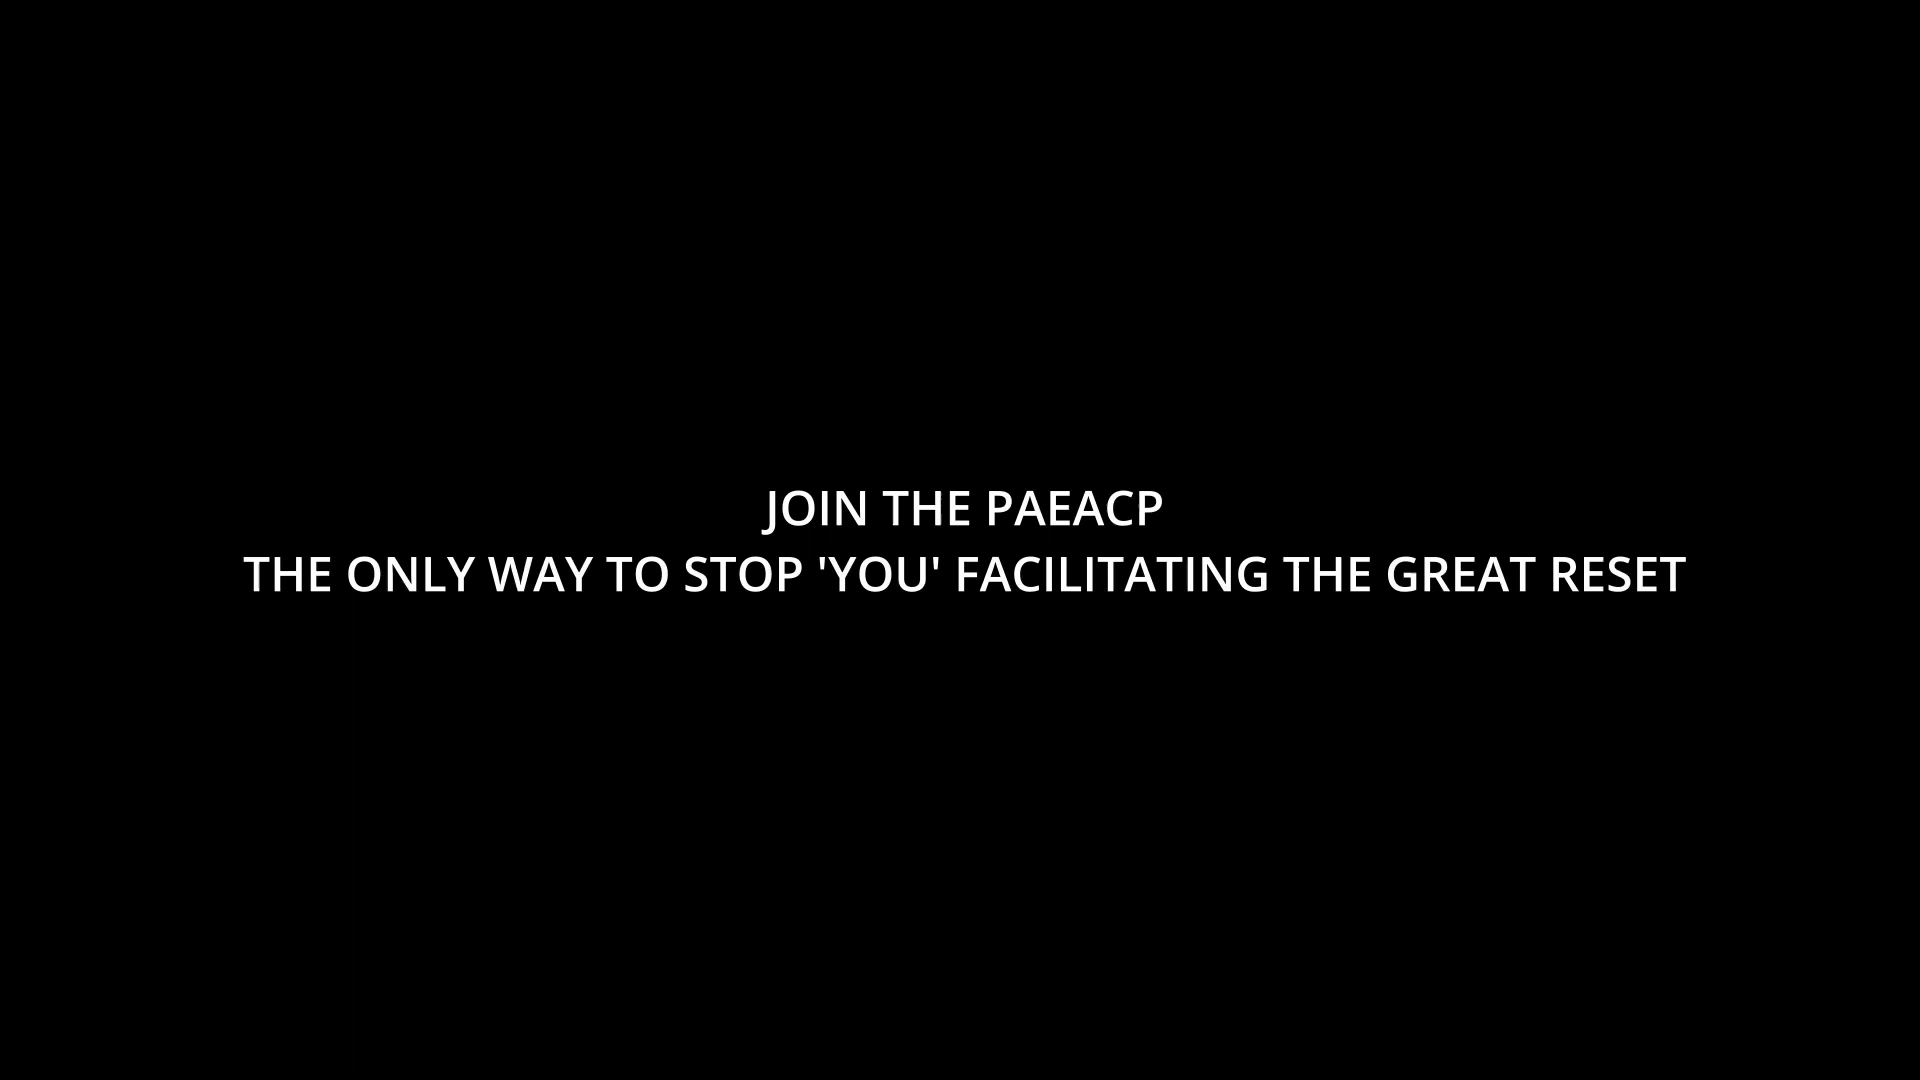 JOIN THE PAEACP
THE ONLY WAY TO STOP 'YOU' FACILITATING THE GREAT RESET